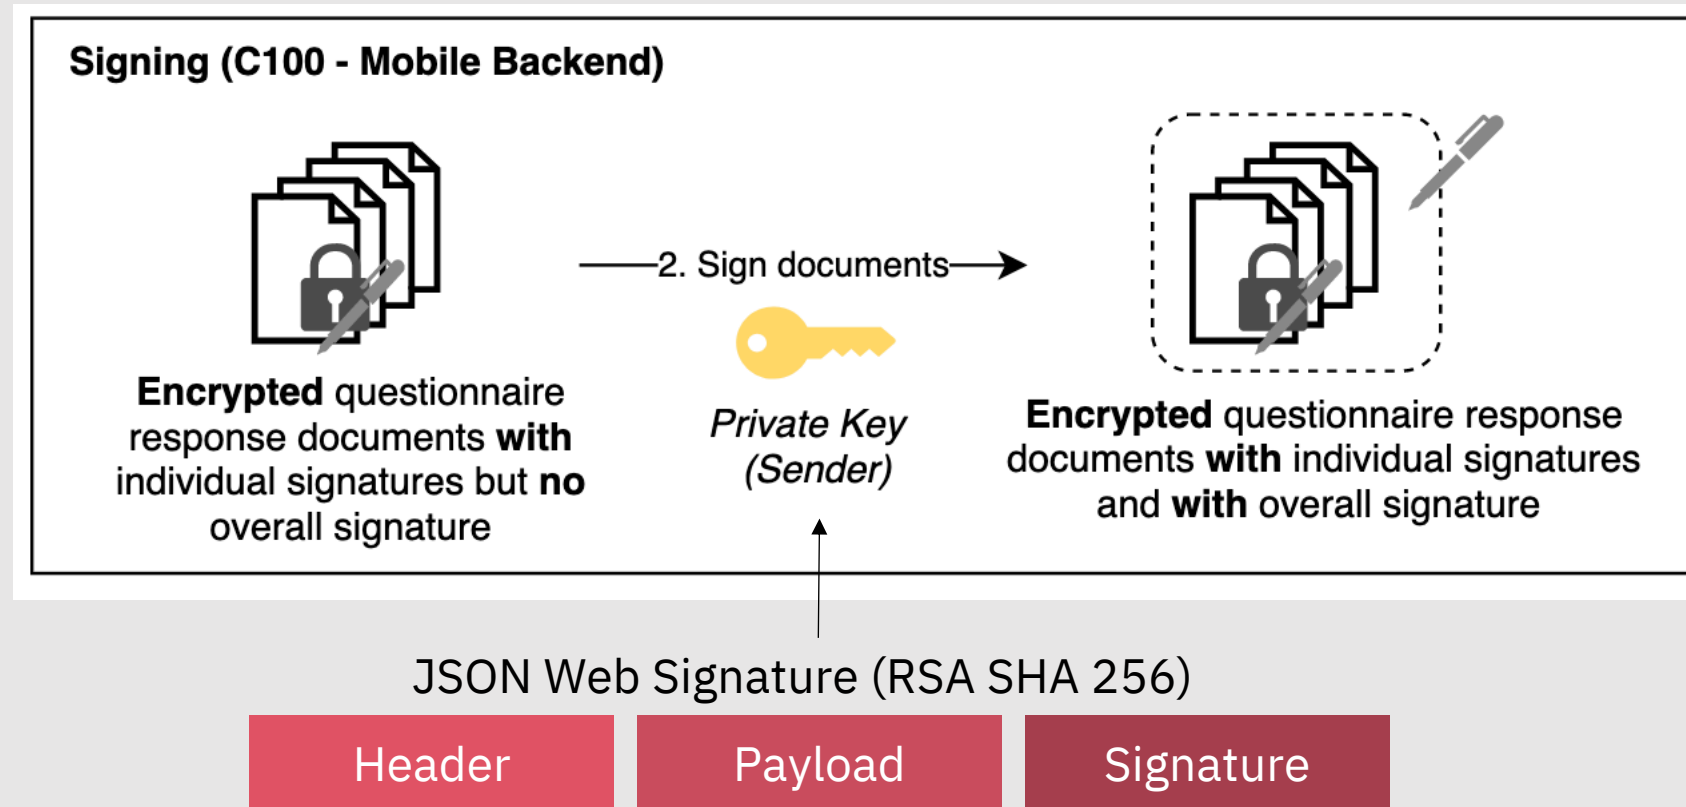 Signing (C100 - Mobile Backend)
2. Sign documents
Encrypted questionnaire
response documents with
individual signatures but no
overall signature
Private Key
(Sender)
Encrypted questionnaire response
documents with individual signatures
and with overall signature
JSON Web Signature (RSA SHA 256)
Header
Payload
Signature